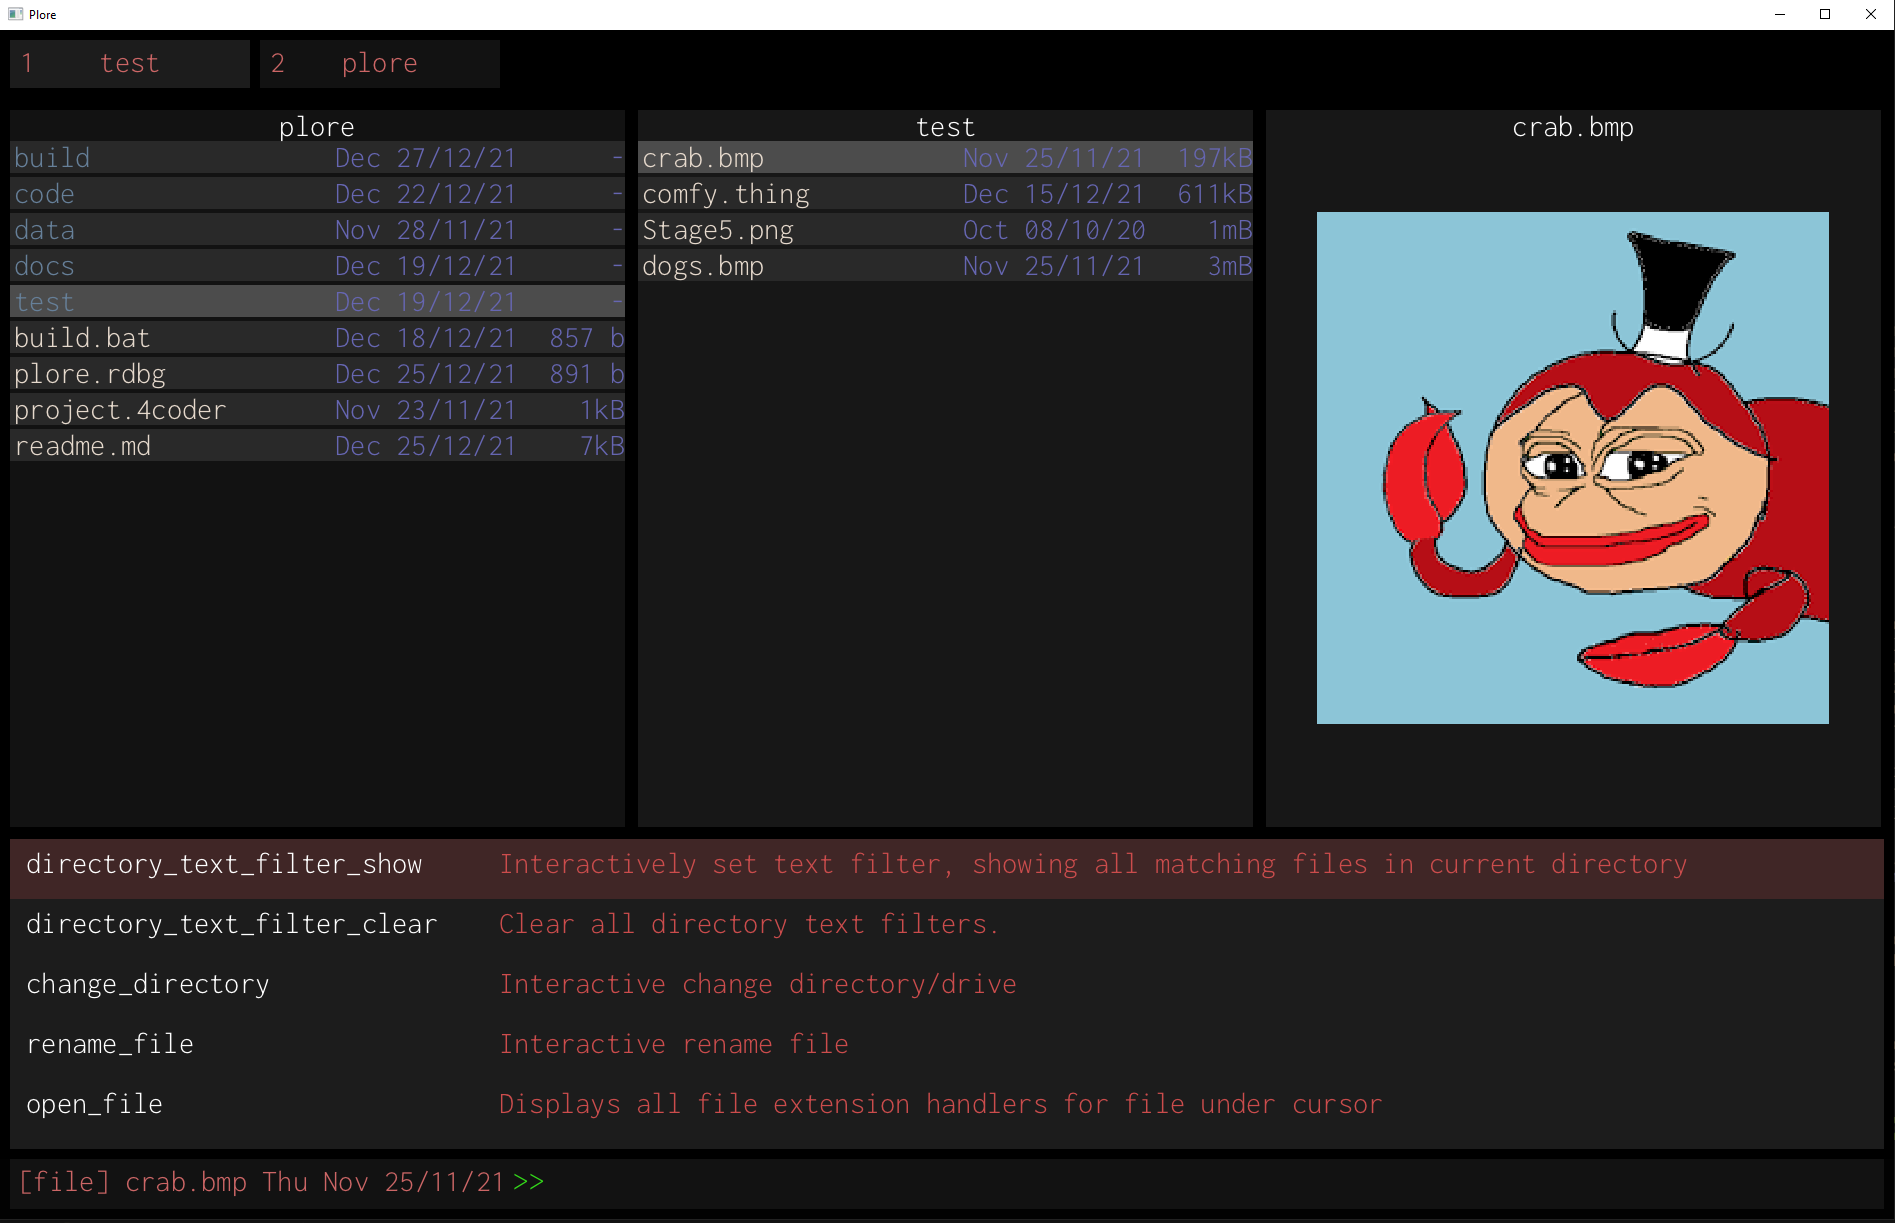 Plore
1 test 2 plore
plore
build Dec 27/12/21 -
code Dec 22/12/21 -
data Nov 28/11/21 -
docs Dec 19/12/21 -
test Dec 19/12/21 -
build.bat Dec 18/12/21 857 b
plore.rdbg Dec 25/12/21 891 b
project.4coder Nov 23/11/21 1kB
readme.md Dec 25/12/21 7kB
test
crab.bmp Nov 25/11/21 197kB
comfy.thing Dec 15/12/21 611kB
Stage5.png Oct 08/10/20 1mB
dogs.bmp Nov 25/11/21 3mB
crab.bmp
directory_text_filter_show Interactively set text filter, showing all matching files in current directory
directory_text_filter_clear Clear all directory text filters.
change_directory Interactive change directory/drive
rename_file Interactive rename file
open_file Displays all file extension handlers for file under cursor
[file] crab.bmp Thu Nov 25/11/21 >>